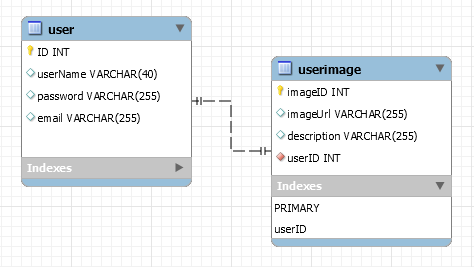 user
ID INT
userName VARCHAR(40)
password VARCHAR(255)
email VARCHAR(255)
Indexes
userimage
imageID INT
imageUrl VARCHAR(255)
description VARCHAR(255)
userID INT
Indexes
PRIMARY
userID